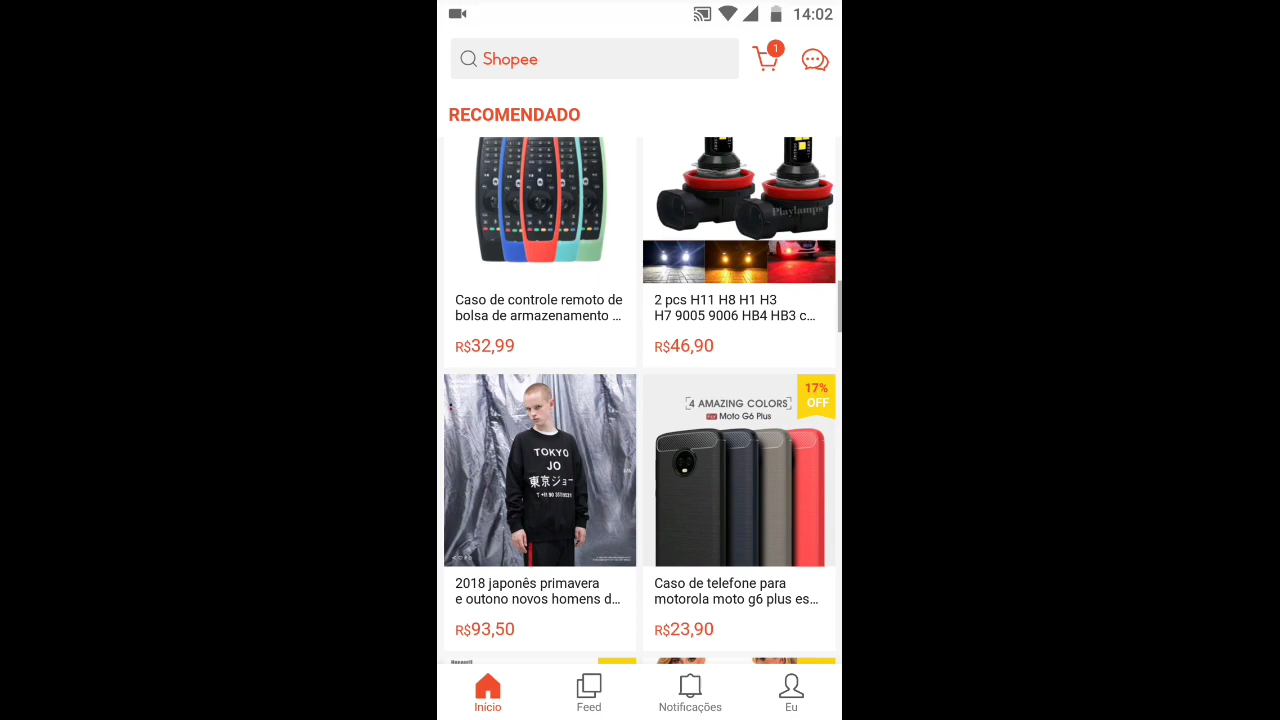 14:02
Shopee
1
RECOMENDADO
Playlamps
Caso de controle remoto de
bolsa de armazenamento ...
R$32,99
2 pcs H11 H8 H1 H3
H7 9005 9006 HB4 HB3 c...
R$46,90
TOKYO
JO
東京ジョー
17%
OFF
4 AMAZING COLORS
For Moto G6 Plus
2018 japonês primavera
e outono novos homens d...
R$93,50
Caso de telefone para
motorola moto g6 plus es...
R$23,90
Início
Feed
Notificações
Eu